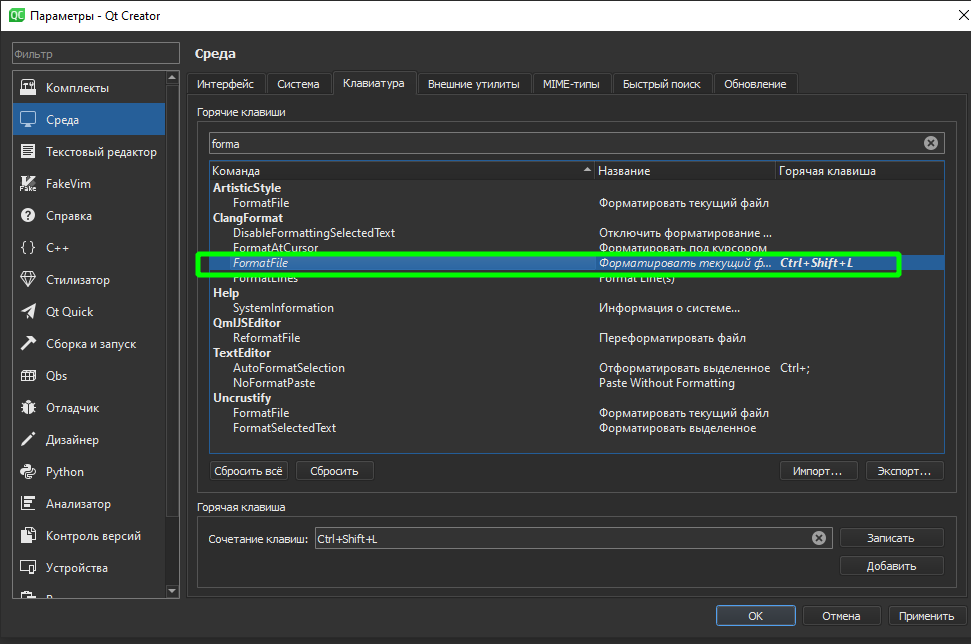 QC Параметры - Qt Creator
Фильтр
Комплекты
Среда
Текстовый редактор
FakeVim
Справка
C++
Стилизатор
Qt Quick
Сборка и запуск
Qbs
Отладчик
Дизайнер
Python
Анализатор
Контроль версий
Устройства
Среда
Интерфейс Система Клавиатура Внешние утилиты MIME-типы Быстрый поиск Обновление
Горячие клавиши
forma
Команда Название Горячая клавиша
ArtisticStyle
FormatFile Форматировать текущий файл
ClangFormat
DisableFormattingSelectedText Отключить форматирование ...
FormatAtCursor Форматировать под курсором
FormatFile Форматировать текущий ф... Ctrl+Shift+L
FormatLines Format Line(s)
Help
SystemInformation Информация о системе...
QmlJSEditor
ReformatFile Переформатировать файл
TextEditor
AutoFormatSelection Отформатировать выделенное Ctrl+;
NoFormatPaste Paste Without Formatting
Uncrustify
FormatFile Форматировать текущий файл
FormatSelectedText Форматировать выделенное
Сбросить всё Сбросить Импорт... Экспорт...
Горячая клавиша
Сочетание клавиш: Ctrl+Shift+L Записать
Добавить
OK Отмена Применить